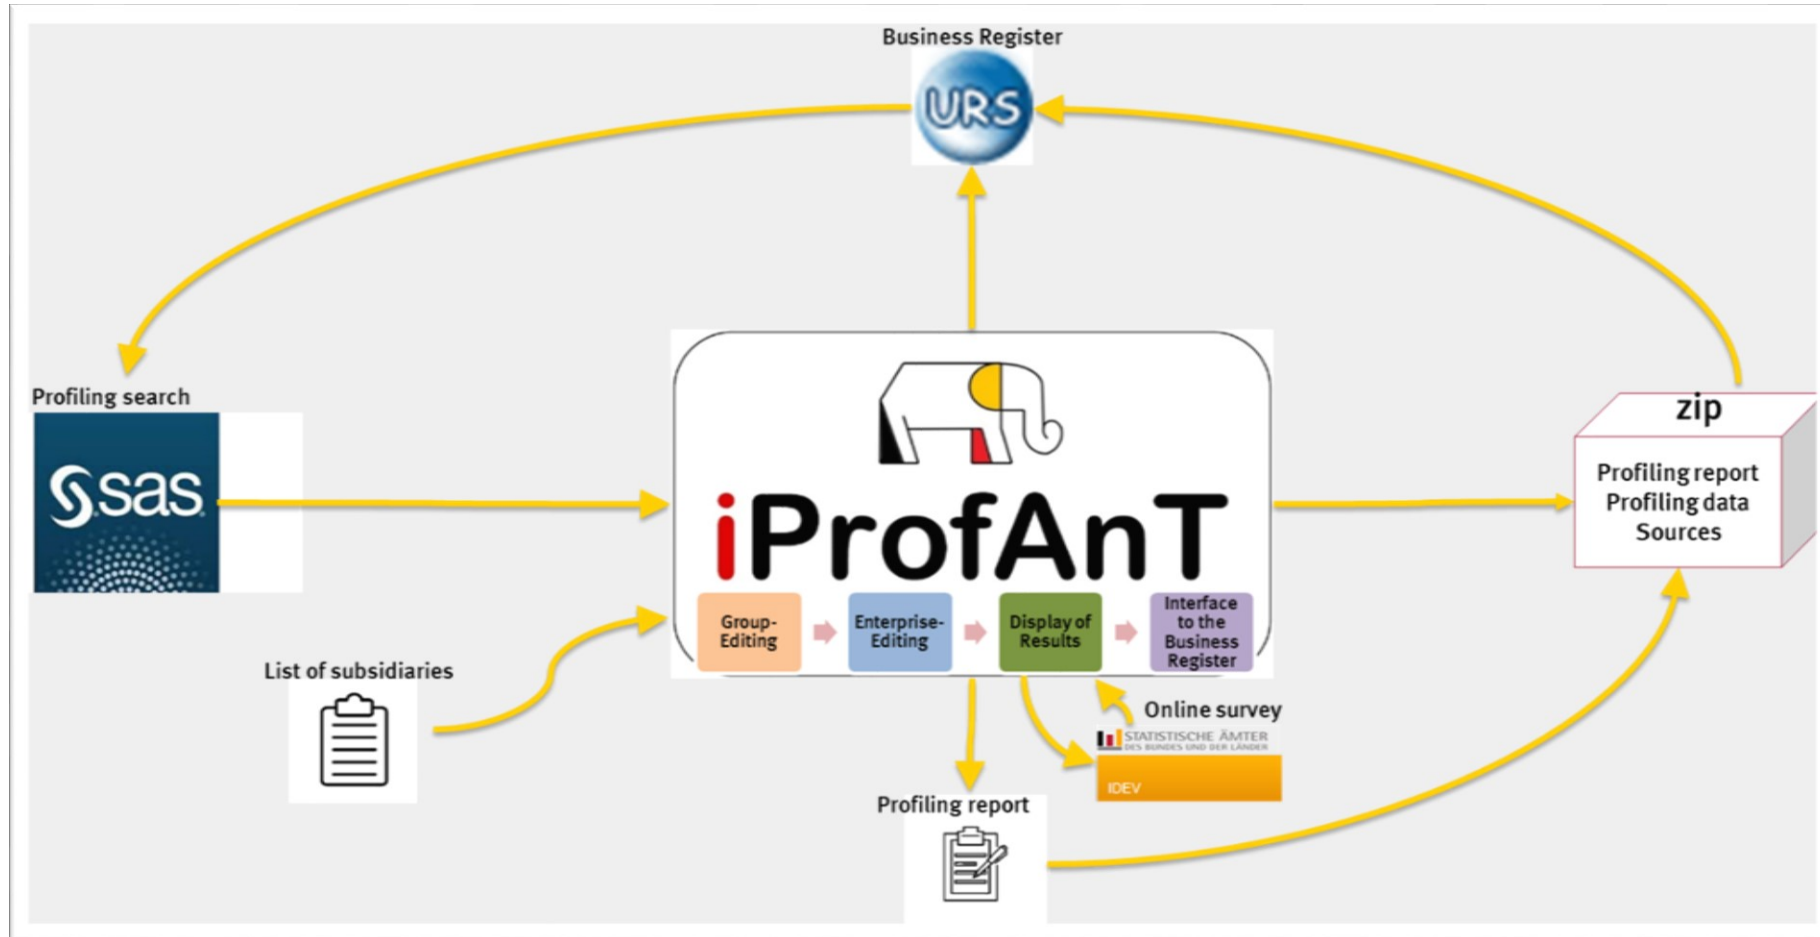 Business Register
URS
Profiling search
sas
zip
Profiling report
Profiling data
Sources
iProfAnT
Group-
Editing
Enterprise-
Editing
Display of
Results
Interface
to the
Business
Register
List of subsidiaries
Online survey
STATISTISCHE ÄMTER
DES BUNDES UND DER LÄNDER
IDEV
Profiling report